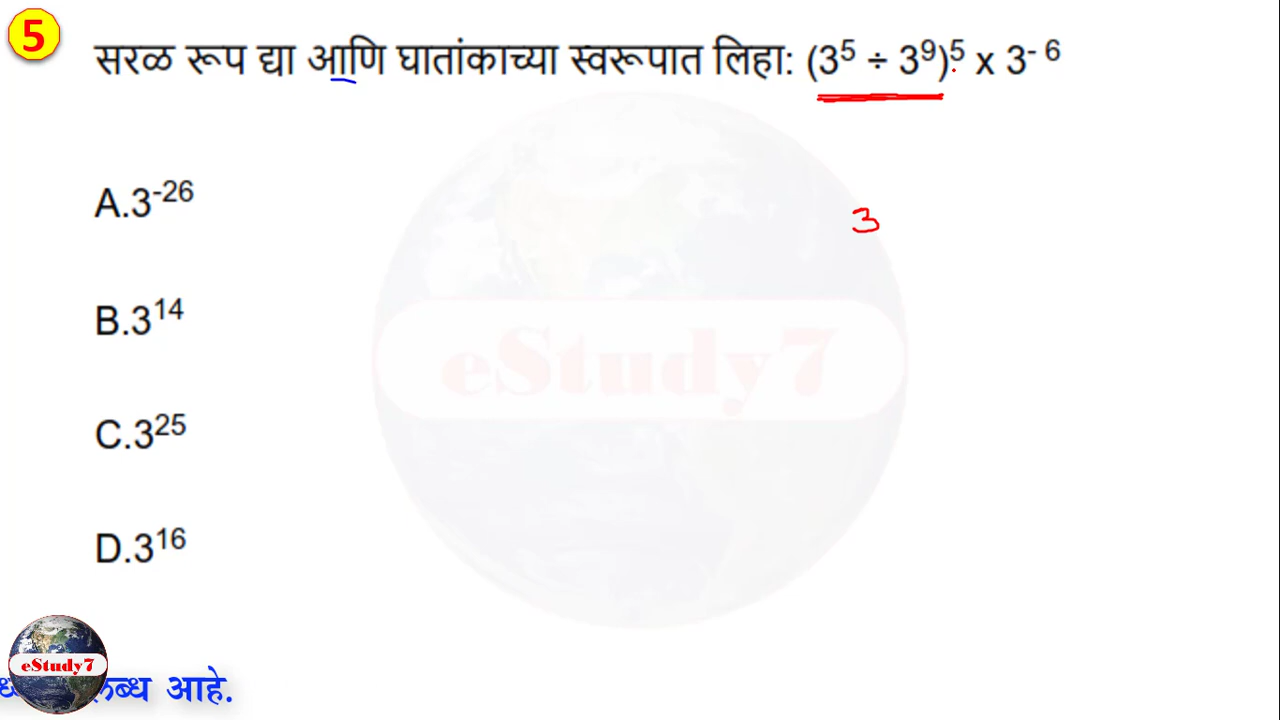 5
सरळ रूप द्या आणि घातांकाच्या स्वरूपात लिहा: (3⁵ ÷ 3⁹)⁵ x 3⁻ ⁶
A.3⁻²⁶
3
B.3¹⁴
eStudy7
C.3²⁵
D.3¹⁶
eStudy7
आहे.